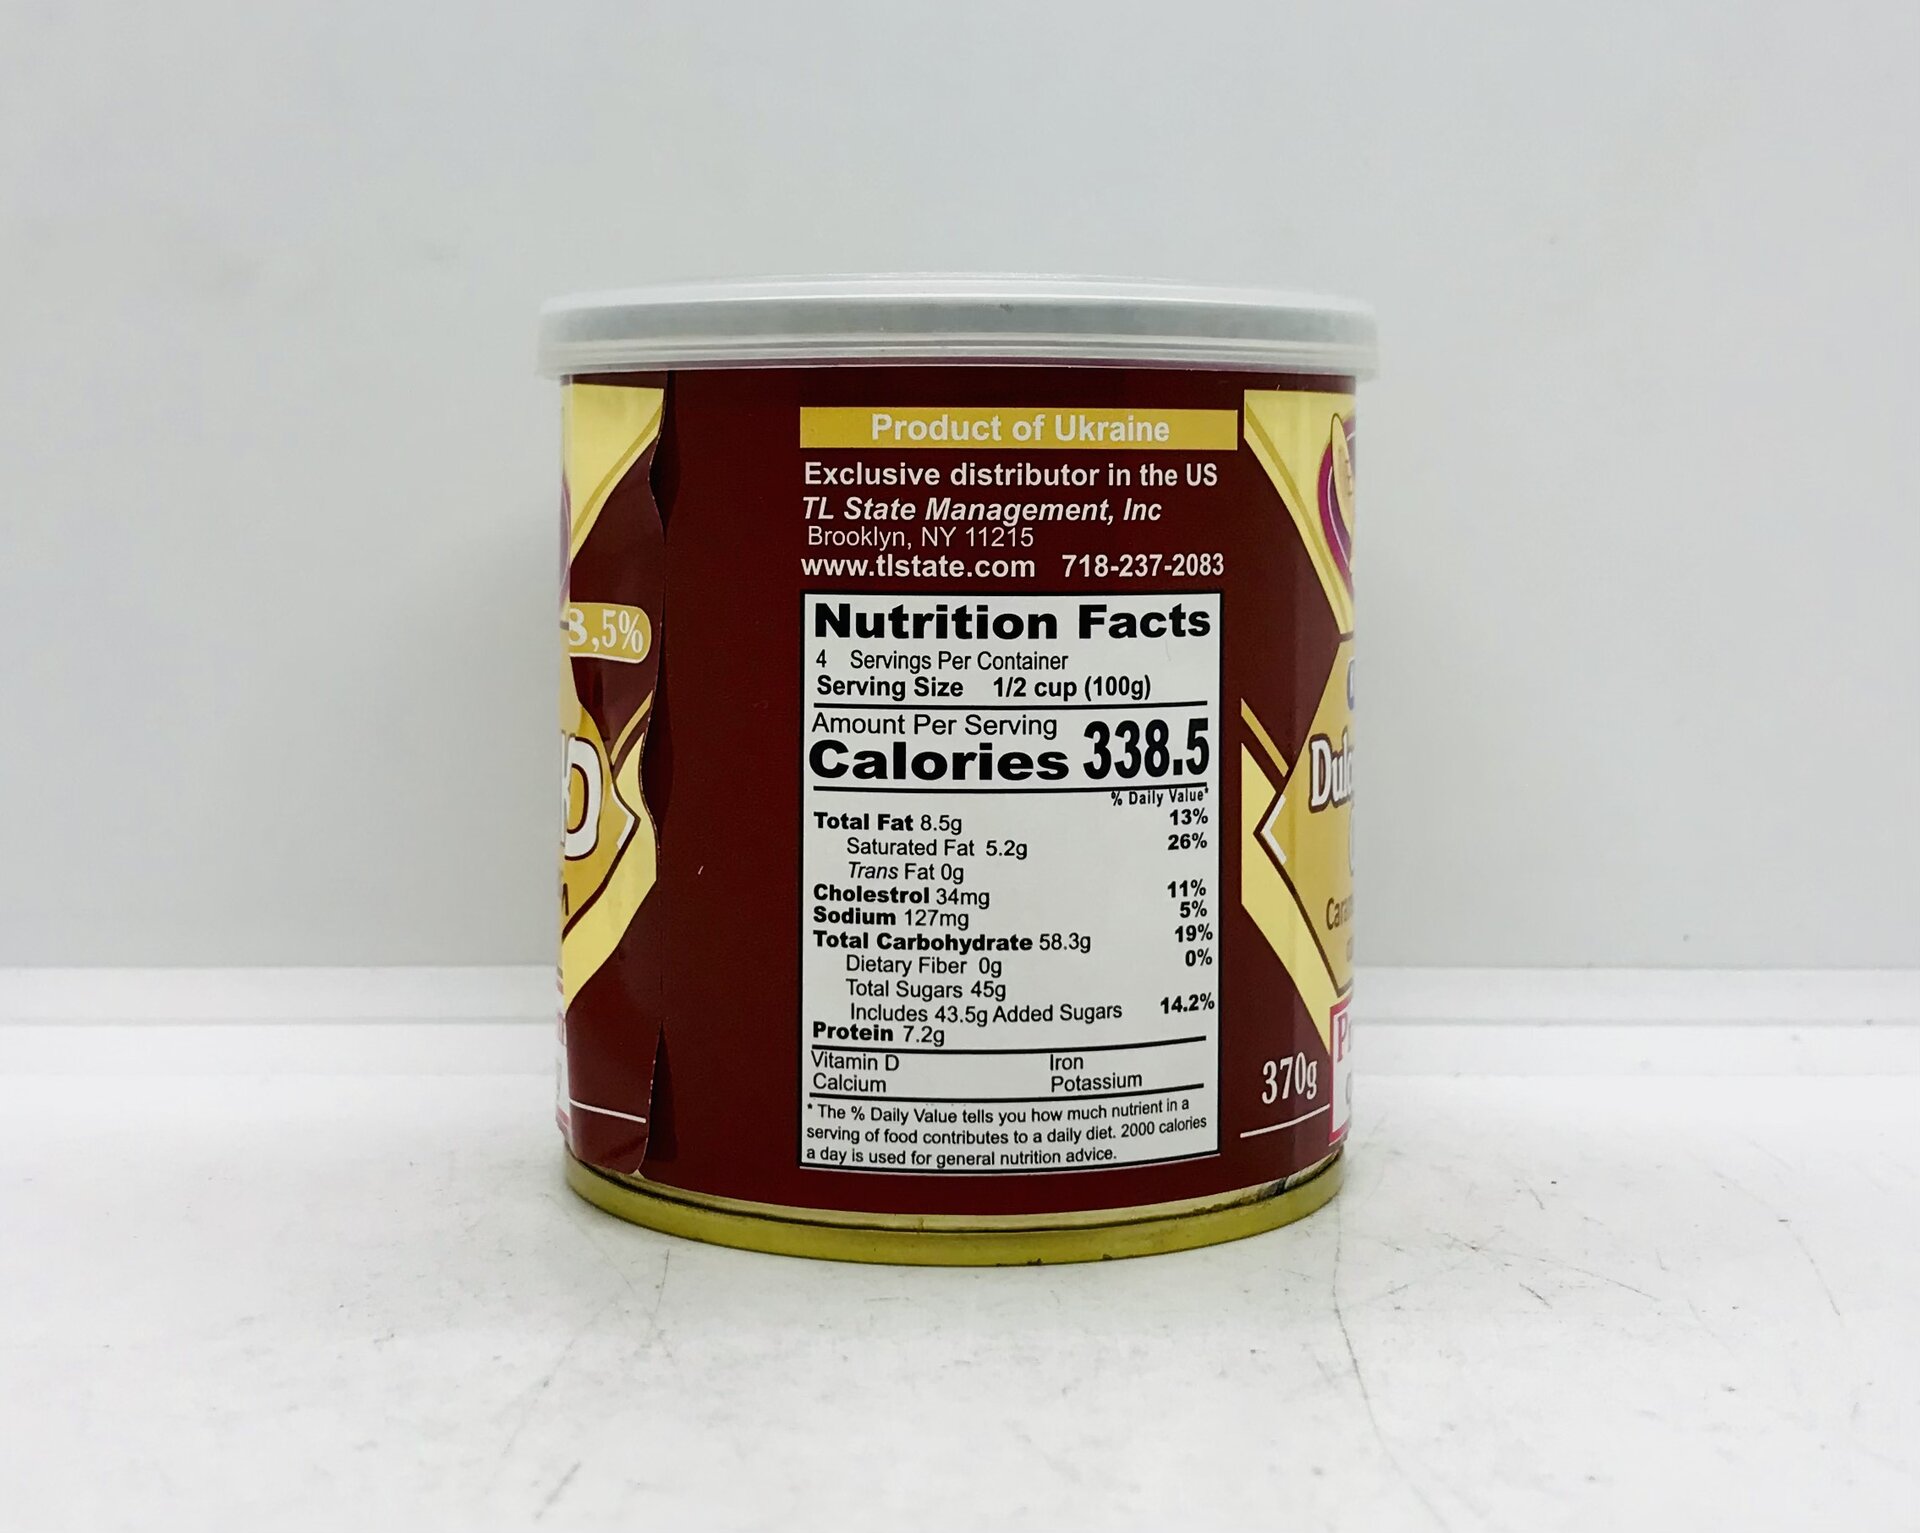 Product of Ukraine
Exclusive distributor in the US
TL State Management, Inc
Brooklyn, NY 11215
www.tlstate.com 718-237-2083
Nutrition Facts
4 Servings Per Container
Serving Size 1/2 cup (100g)
Amount Per Serving
Calories 338.5
% Daily Value*
Total Fat 8.5g 13%
Saturated Fat 5.2g 26%
Trans Fat 0g
Cholestrol 34mg 11%
Sodium 127mg 5%
Total Carbohydrate 58.3g 19%
Dietary Fiber 0g 0%
Total Sugars 45g
Includes 43.5g Added Sugars 14.2%
Protein 7.2g
Vitamin D Iron
Calcium Potassium
* The % Daily Value tells you how much nutrient in a
serving of food contributes to a daily diet. 2000 calories
a day is used for general nutrition advice.
8,5%
370g